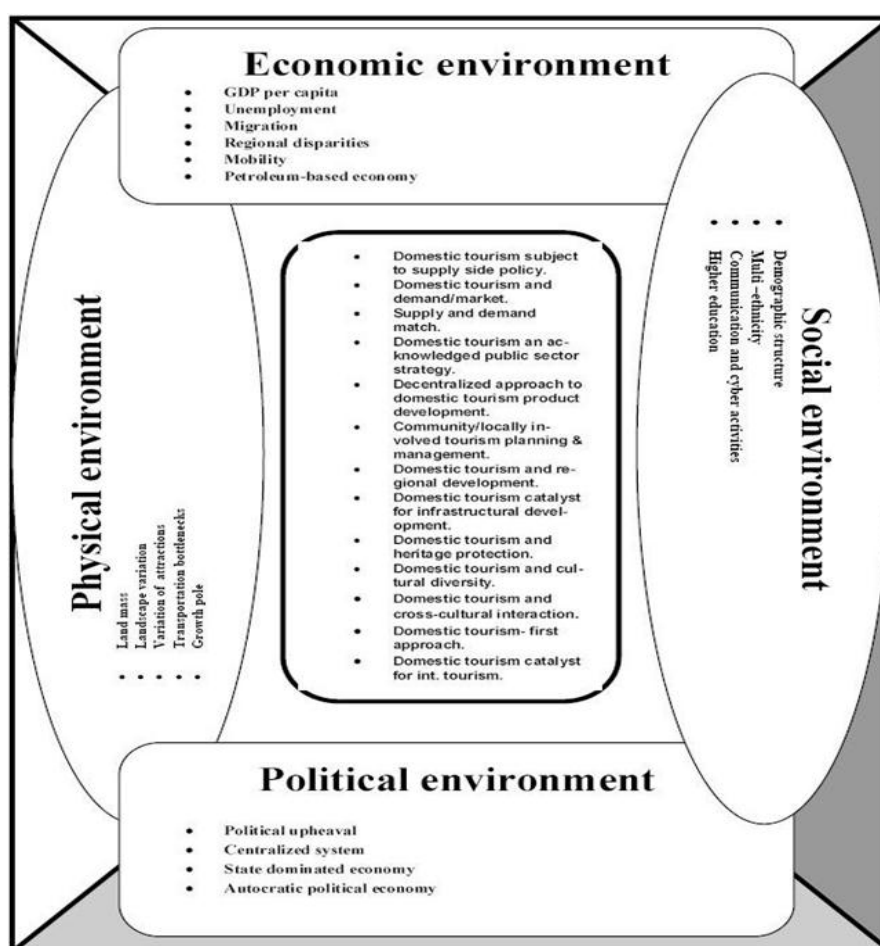 Economic environment
• GDP per capita
• Unemployment
• Migration
• Regional disparities
• Mobility
• Petroleum-based economy
Physical environment
• Land mass
• Landscape variation
• Variation of attractions
• Transportation bottlenecks
• Growth pole
• Domestic tourism subject
to supply side policy.
• Domestic tourism and
demand/market.
• Supply and demand
match.
• Domestic tourism an ac-
knowledged public sector
strategy.
• Decentralized approach to
domestic tourism product
development.
• Community/locally in-
volved tourism planning &
management.
• Domestic tourism and re-
gional development.
• Domestic tourism catalyst
for infrastructural devel-
opment.
• Domestic tourism and
heritage protection.
• Domestic tourism and cul-
tural diversity.
• Domestic tourism and
cross-cultural interaction.
• Domestic tourism- first
approach.
• Domestic tourism catalyst
for int. tourism.
Social environment
• Demographic structure
• Multi –ethnicity
• Communication and cyber activities
• Higher education
Political environment
• Political upheaval
• Centralized system
• State dominated economy
• Autocratic political economy